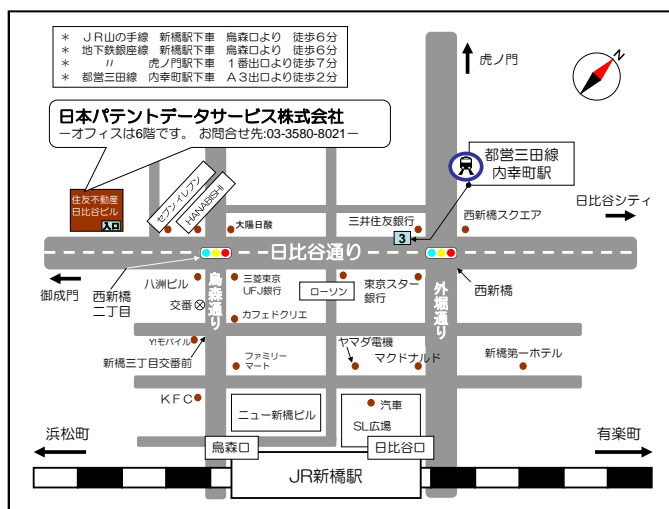 ＊ ＪＲ山の手線 新橋駅下車 烏森口より 徒歩６分
＊ 地下鉄銀座線 新橋駅下車 烏森口より 徒歩６分
＊ 〃 虎ノ門駅下車 １番出口より徒歩７分
＊ 都営三田線 内幸町駅下車 Ａ３出口より徒歩２分
N
虎ノ門
日本パテントデータサービス株式会社
－オフィスは6階です。 お問合せ先:03-3580-8021－
都営三田線
内幸町駅
住友不動産
日比谷ビル
入口
セブンイレブン
HANABISHI
大陽日酸
三井住友銀行
3
西新橋スクエア
日比谷シティ
日比谷通り
御成門
西新橋
二丁目
八洲ビル
三菱東京
UFJ銀行
ローソン
東京スター
銀行
西新橋
烏森通り
外堀通り
交番
カフェドクリエ
Y!モバイル
新橋三丁目交番前
ファミリー
マート
ヤマダ電機
マクドナルド
新橋第一ホテル
ＫＦＣ
ニュー新橋ビル
汽車
SL広場
浜松町
烏森口
日比谷口
有楽町
JR新橋駅